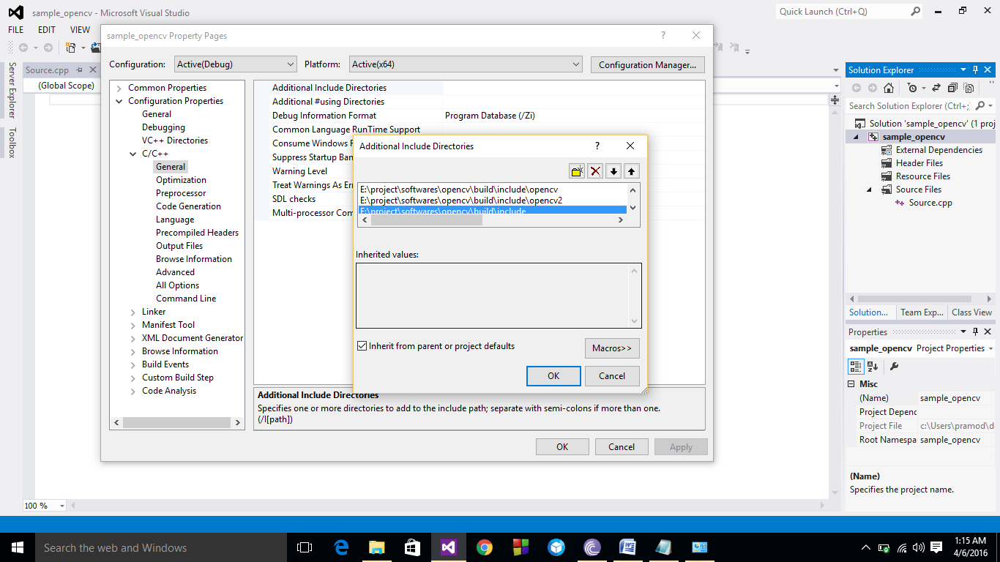 sample_opencv - Microsoft Visual Studio
Quick Launch (Ctrl+Q)
FILE EDIT VIEW
sample_opencv Property Pages
?
Configuration: Active(Debug) Platform: Active(x64) Configuration Manager...
Server Explorer
Toolbox
Source.cpp
(Global Scope)
Common Properties
Configuration Properties
General
Debugging
VC++ Directories
C/C++
General
Optimization
Preprocessor
Code Generation
Language
Precompiled Headers
Output Files
Browse Information
Advanced
All Options
Command Line
Linker
Manifest Tool
XML Document Generator
Browse Information
Build Events
Custom Build Step
Code Analysis
Additional Include Directories
Additional #using Directories
Debug Information Format Program Database (/Zi)
Common Language RunTime Support
Consume Windows
Suppress Startup Ban
Warning Level
Treat Warnings As Er
SDL checks
Multi-processor Com
Additional Include Directories
?
E:\project\softwares\opencv\build\include\opencv
E:\project\softwares\opencv\build\include\opencv2
E:\project\softwares\opencv\build\include
Inherited values:
Inherit from parent or project defaults
Macros>>
OK Cancel
Additional Include Directories
Specifies one or more directories to add to the include path; separate with semi-colons if more than one.
(/I[path])
OK Cancel Apply
100 %
Solution Explorer
Search Solution Explorer (Ctrl+;
Solution 'sample_opencv' (1 proj
sample_opencv
External Dependencies
Header Files
Resource Files
Source Files
Source.cpp
Solution... Team Exp... Class View
Properties
sample_opencv Project Properties
Misc
(Name) sample_opencv
Project Depenc
Project File c:\Users\pramod\d
Root Namespa sample_opencv
(Name)
Specifies the project name.
Search the web and Windows
1:15 AM
4/6/2016